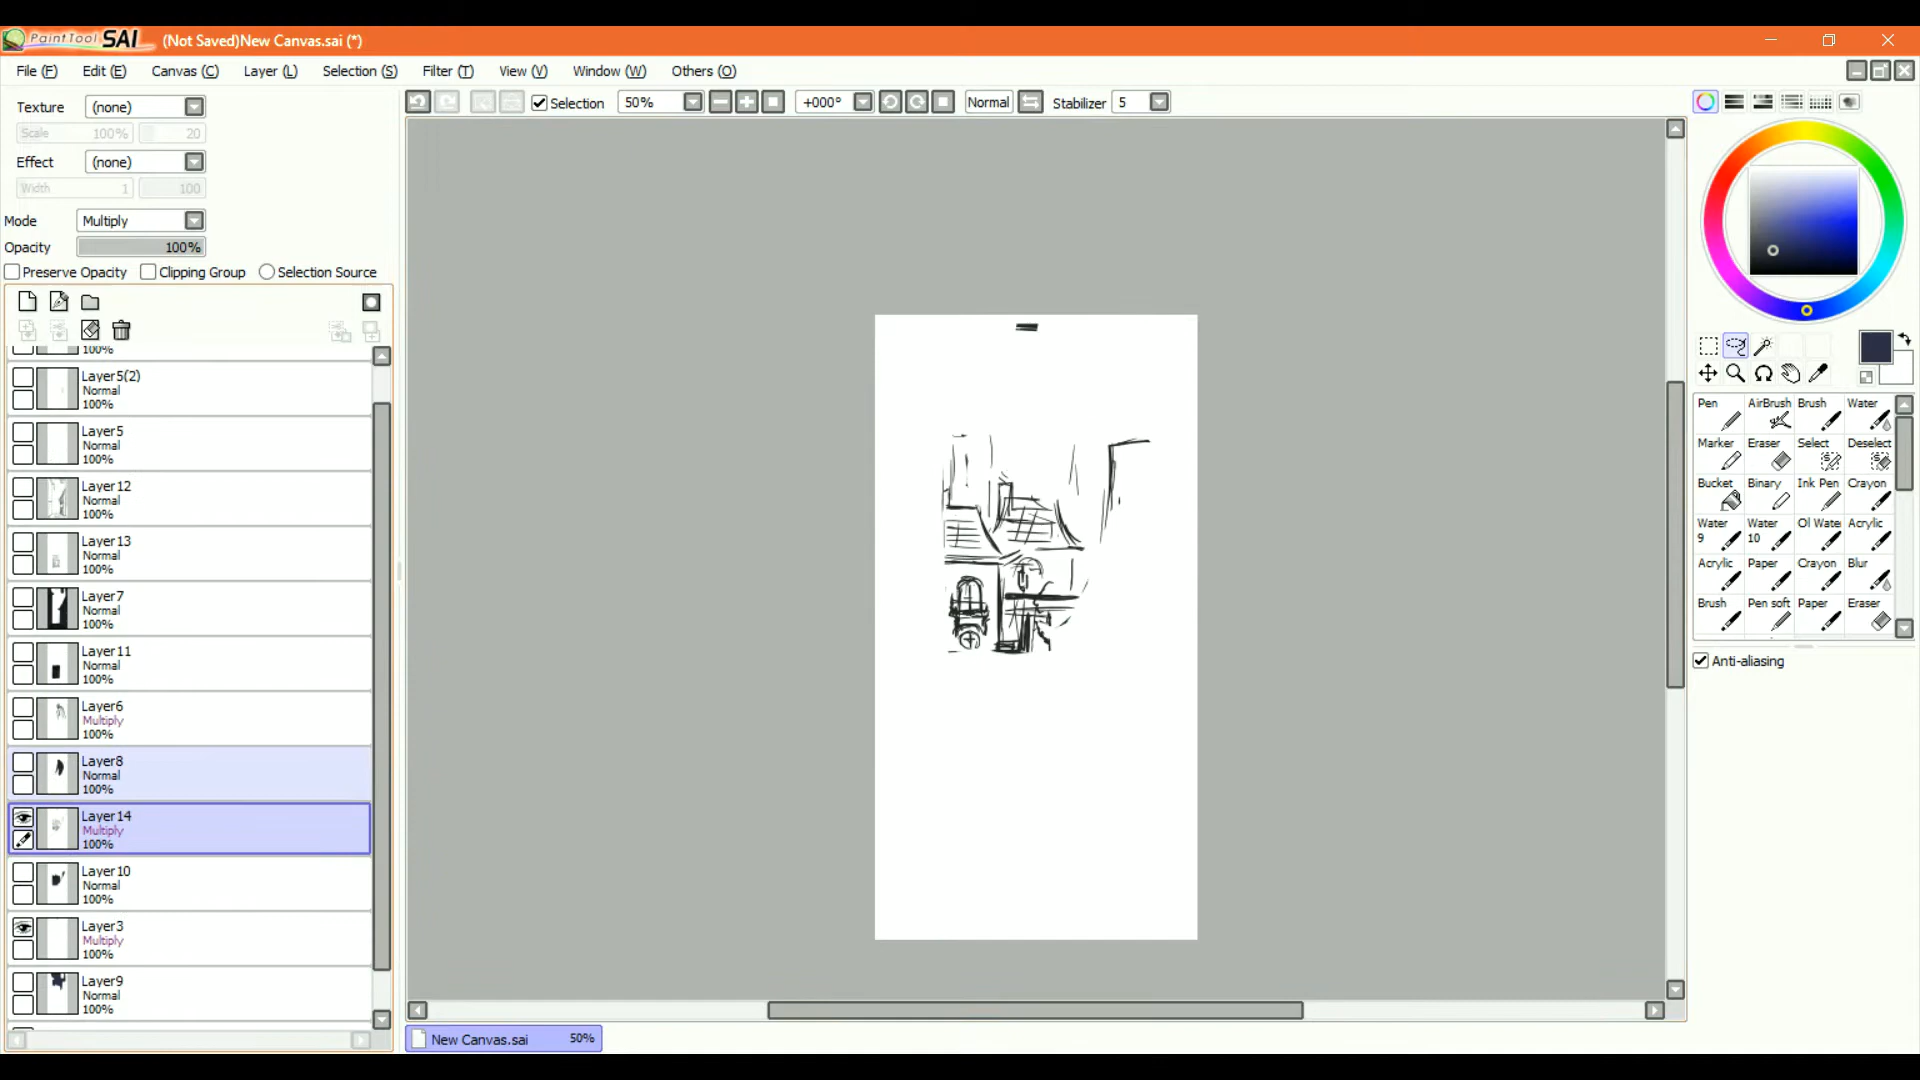 PaintTool SAI (Not Saved)New Canvas.sai (*)
File (F) Edit (E) Canvas (C) Layer (L) Selection (S) Filter (T) View (V) Window (W) Others (O)
Texture (none)
Scale 100% 20
Effect (none)
Width 1 100
Mode Multiply
Opacity 100%
Preserve Opacity Clipping Group Selection Source
Selection 50% +000° Normal Stabilizer 5
100%
Layer5(2)
Normal
100%
Layer5
Normal
100%
Layer12
Normal
100%
Layer13
Normal
100%
Layer7
Normal
100%
Layer11
Normal
100%
Layer6
Multiply
100%
Layer8
Normal
100%
Layer14
Multiply
100%
Layer10
Normal
100%
Layer3
Multiply
100%
Layer9
Normal
100%
New Canvas.sai 50%
Pen AirBrush Brush Water
Marker Eraser Select Deselect
Bucket Binary Ink Pen Crayon
Water 9 Water 10 Ol Wate Acrylic
Acrylic Paper Crayon Blur
Brush Pen soft Paper Eraser
Anti-aliasing